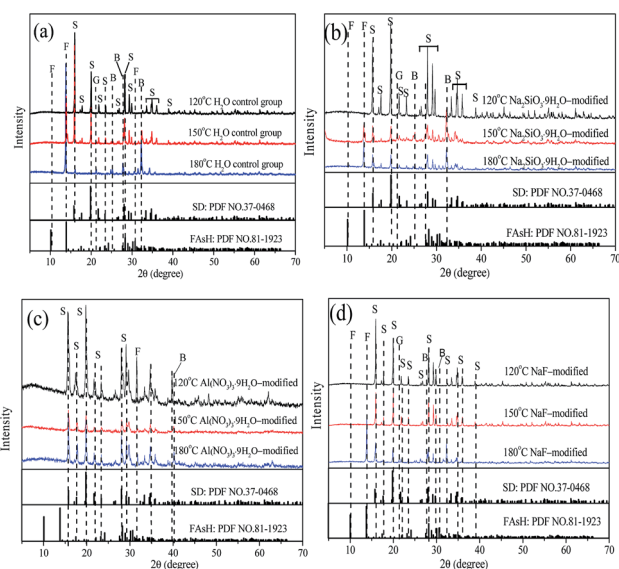 (a)
F F S S G S S B S B S F B S S
120°C H2O control group
150°C H2O control group
180°C H2O control group
SD: PDF NO.37-0468
FAsH: PDF NO.81-1923
Intensity
0 10 20 30 40 50 60 70
2θ (degree)
(b)
F F S S S G S S B B S B S S
120°C Na2SiO3·9H2O–modified
150°C Na2SiO3·9H2O–modified
180°C Na2SiO3·9H2O–modified
SD: PDF NO.37-0468
FAsH: PDF NO.81-1923
Intensity
5 10 20 30 40 50 60 70
2θ (degree)
(c)
S S S S S S F S B
120°C Al(NO3)3·9H2O–modified
150°C Al(NO3)3·9H2O–modified
180°C Al(NO3)3·9H2O–modified
SD: PDF NO.37-0468
FAsH: PDF NO.81-1923
Intensity
5 10 20 30 40 50 60 70
2θ (degree)
(d)
F F S S S G S S S B S B S S S S
120°C NaF–modified
150°C NaF–modified
180°C NaF–modified
SD: PDF NO.37-0468
FAsH: PDF NO.81-1923
Intensity
5 10 20 30 40 50 60 70
2θ (degree)